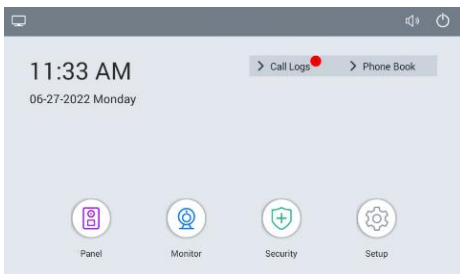 11:33 AM
Call Logs
Phone Book
06-27-2022 Monday
Panel
Monitor
Security
Setup